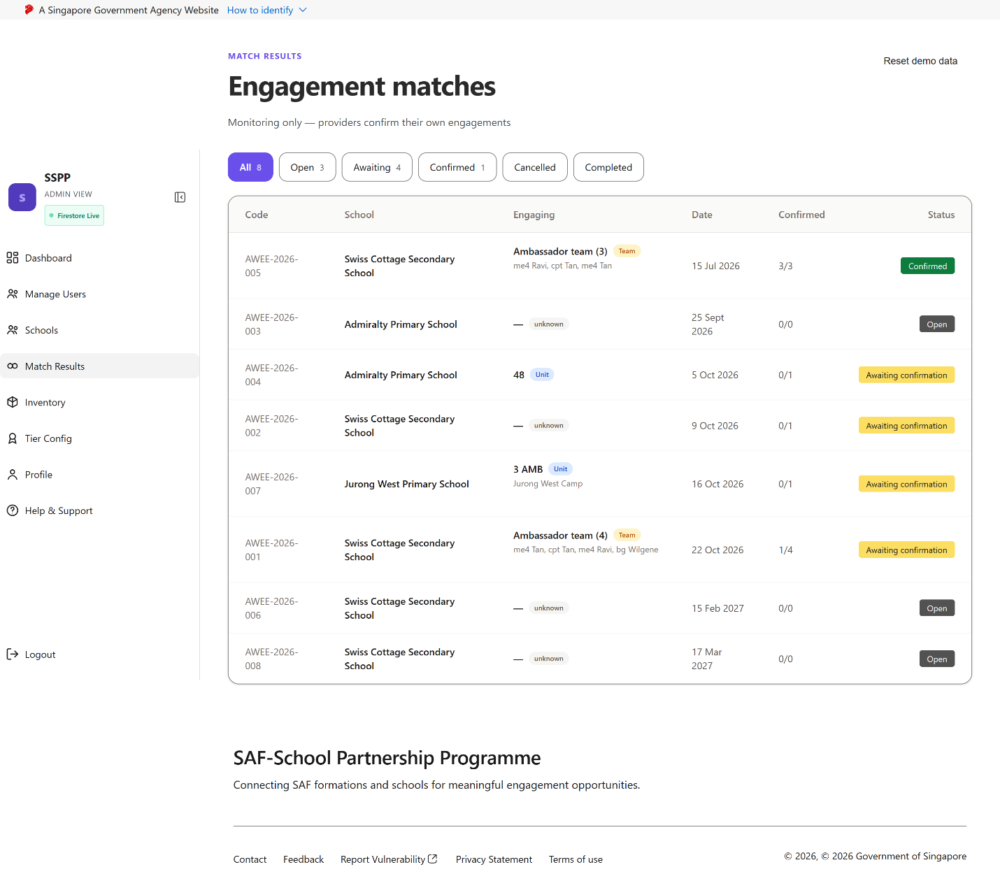 A Singapore Government Agency Website How to identify
MATCH RESULTS
Reset demo data
Engagement matches
Monitoring only — providers confirm their own engagements
All 8 Open 3 Awaiting 4 Confirmed 1 Cancelled Completed
S
SSPP
ADMIN VIEW
Firestore Live
Dashboard
Manage Users
Schools
Match Results
Inventory
Tier Config
Profile
Help & Support
Logout
Code School Engaging Date Confirmed Status
AWEE-2026-
005
Swiss Cottage Secondary
School
Ambassador team (3) Team
me4 Ravi, cpt Tan, me4 Tan
15 Jul 2026
3/3
Confirmed
AWEE-2026-
003
Admiralty Primary School
— unknown
25 Sept
2026
0/0
Open
AWEE-2026-
004
Admiralty Primary School
48 Unit
5 Oct 2026
0/1
Awaiting confirmation
AWEE-2026-
002
Swiss Cottage Secondary
School
— unknown
9 Oct 2026
0/1
Awaiting confirmation
AWEE-2026-
007
Jurong West Primary School
3 AMB Unit
Jurong West Camp
16 Oct 2026
0/1
Awaiting confirmation
AWEE-2026-
001
Swiss Cottage Secondary
School
Ambassador team (4) Team
me4 Tan, cpt Tan, me4 Ravi, bg Wilgene
22 Oct 2026
1/4
Awaiting confirmation
AWEE-2026-
006
Swiss Cottage Secondary
School
— unknown
15 Feb 2027
0/0
Open
AWEE-2026-
008
Swiss Cottage Secondary
School
— unknown
17 Mar
2027
0/0
Open
SAF-School Partnership Programme
Connecting SAF formations and schools for meaningful engagement opportunities.
Contact Feedback Report Vulnerability Privacy Statement Terms of use
© 2026, © 2026 Government of Singapore